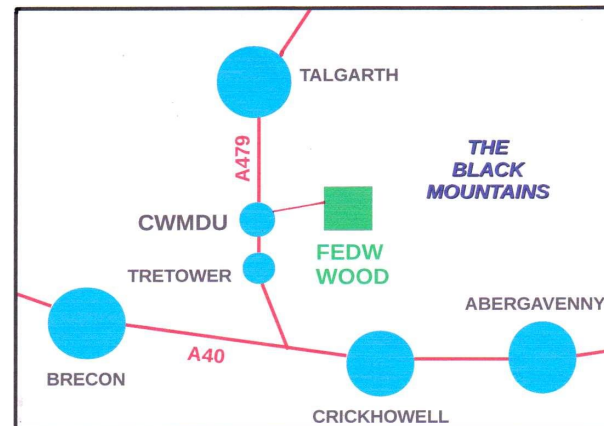 TALGARTH
A479
THE
BLACK
MOUNTAINS
CWMDU
FEDW
WOOD
TRETOWER
ABERGAVENNY
A40
BRECON
CRICKHOWELL